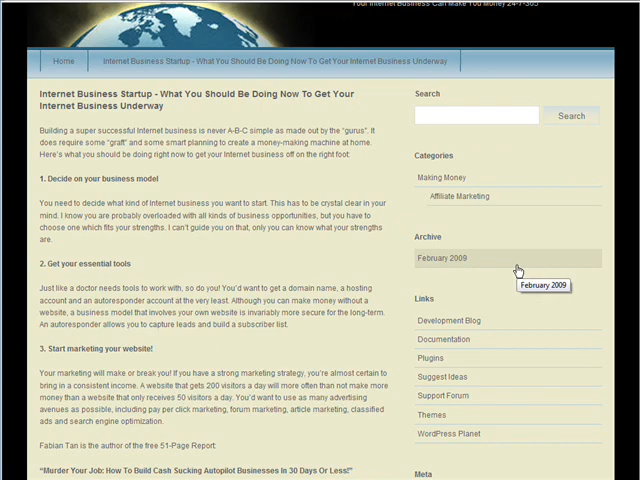 Your Internet Business Can Make You Money 24-7-365
Home
Internet Business Startup - What You Should Be Doing Now To Get Your Internet Business Underway
Internet Business Startup - What You Should Be Doing Now To Get Your
Internet Business Underway
Building a super successful Internet business is never A-B-C simple as made out by the "gurus". It
does require some "graft" and some smart planning to create a money-making machine at home.
Here's what you should be doing right now to get your Internet business off on the right foot:
1. Decide on your business model
You need to decide what kind of Internet business you want to start. This has to be crystal clear in your
mind. I know you are probably overloaded with all kinds of business opportunities, but you have to
choose one which fits your strengths. I can't guide you on that, only you can know what your strengths
are.
2. Get your essential tools
Just like a doctor needs tools to work with, so do you! You'd want to get a domain name, a hosting
account and an autoresponder account at the very least. Although you can make money without a
website, a business model that involves your own website is invariably more secure for the long-term.
An autoresponder allows you to capture leads and build a subscriber list.
3. Start marketing your website!
Your marketing will make or break you! If you have a strong marketing strategy, you're almost certain to
bring in a consistent income. A website that gets 200 visitors a day will more often than not make more
money than a website that only receives 50 visitors a day. You'd want to use as many advertising
avenues as possible, including pay per click marketing, forum marketing, article marketing, classified
ads and search engine optimization.
Fabian Tan is the author of the free 51-Page Report:
"Murder Your Job: How To Build Cash Sucking Autopilot Businesses In 30 Days Or Less!"
Search
Search
Categories
Making Money
Affiliate Marketing
Archive
February 2009
February 2009
Links
Development Blog
Documentation
Plugins
Suggest Ideas
Support Forum
Themes
WordPress Planet
Meta